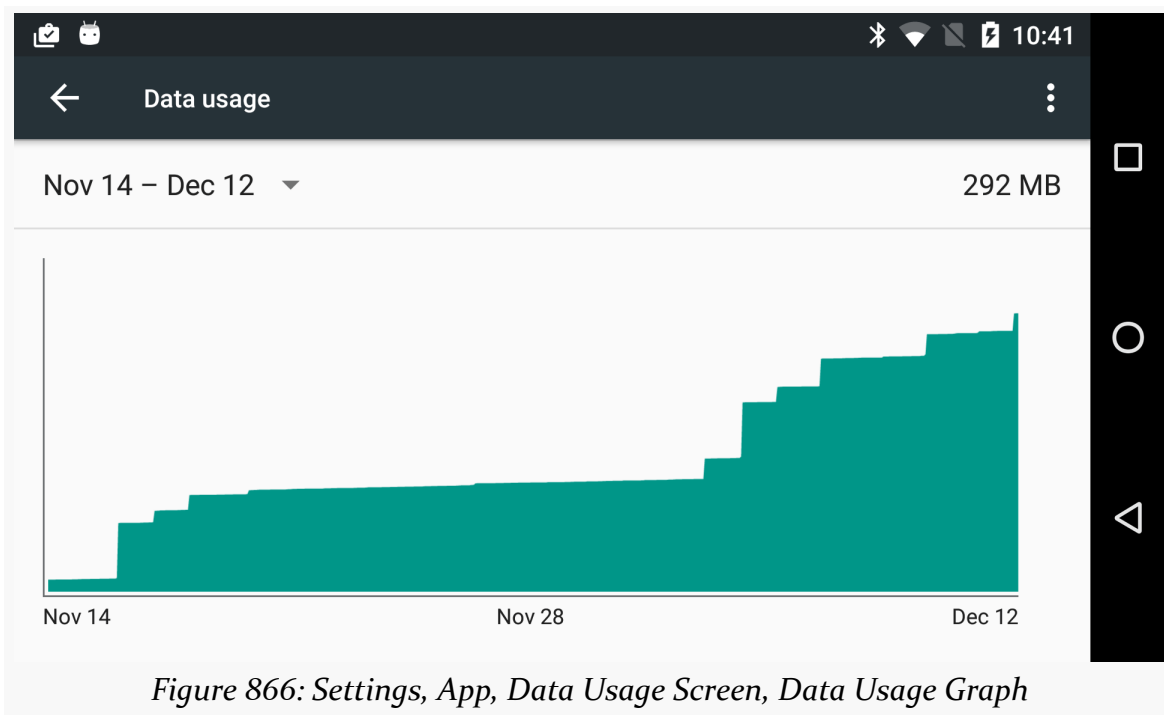 10:41
Data usage
Nov 14 – Dec 12
292 MB
Nov 14
Nov 28
Dec 12
Figure 866: Settings, App, Data Usage Screen, Data Usage Graph